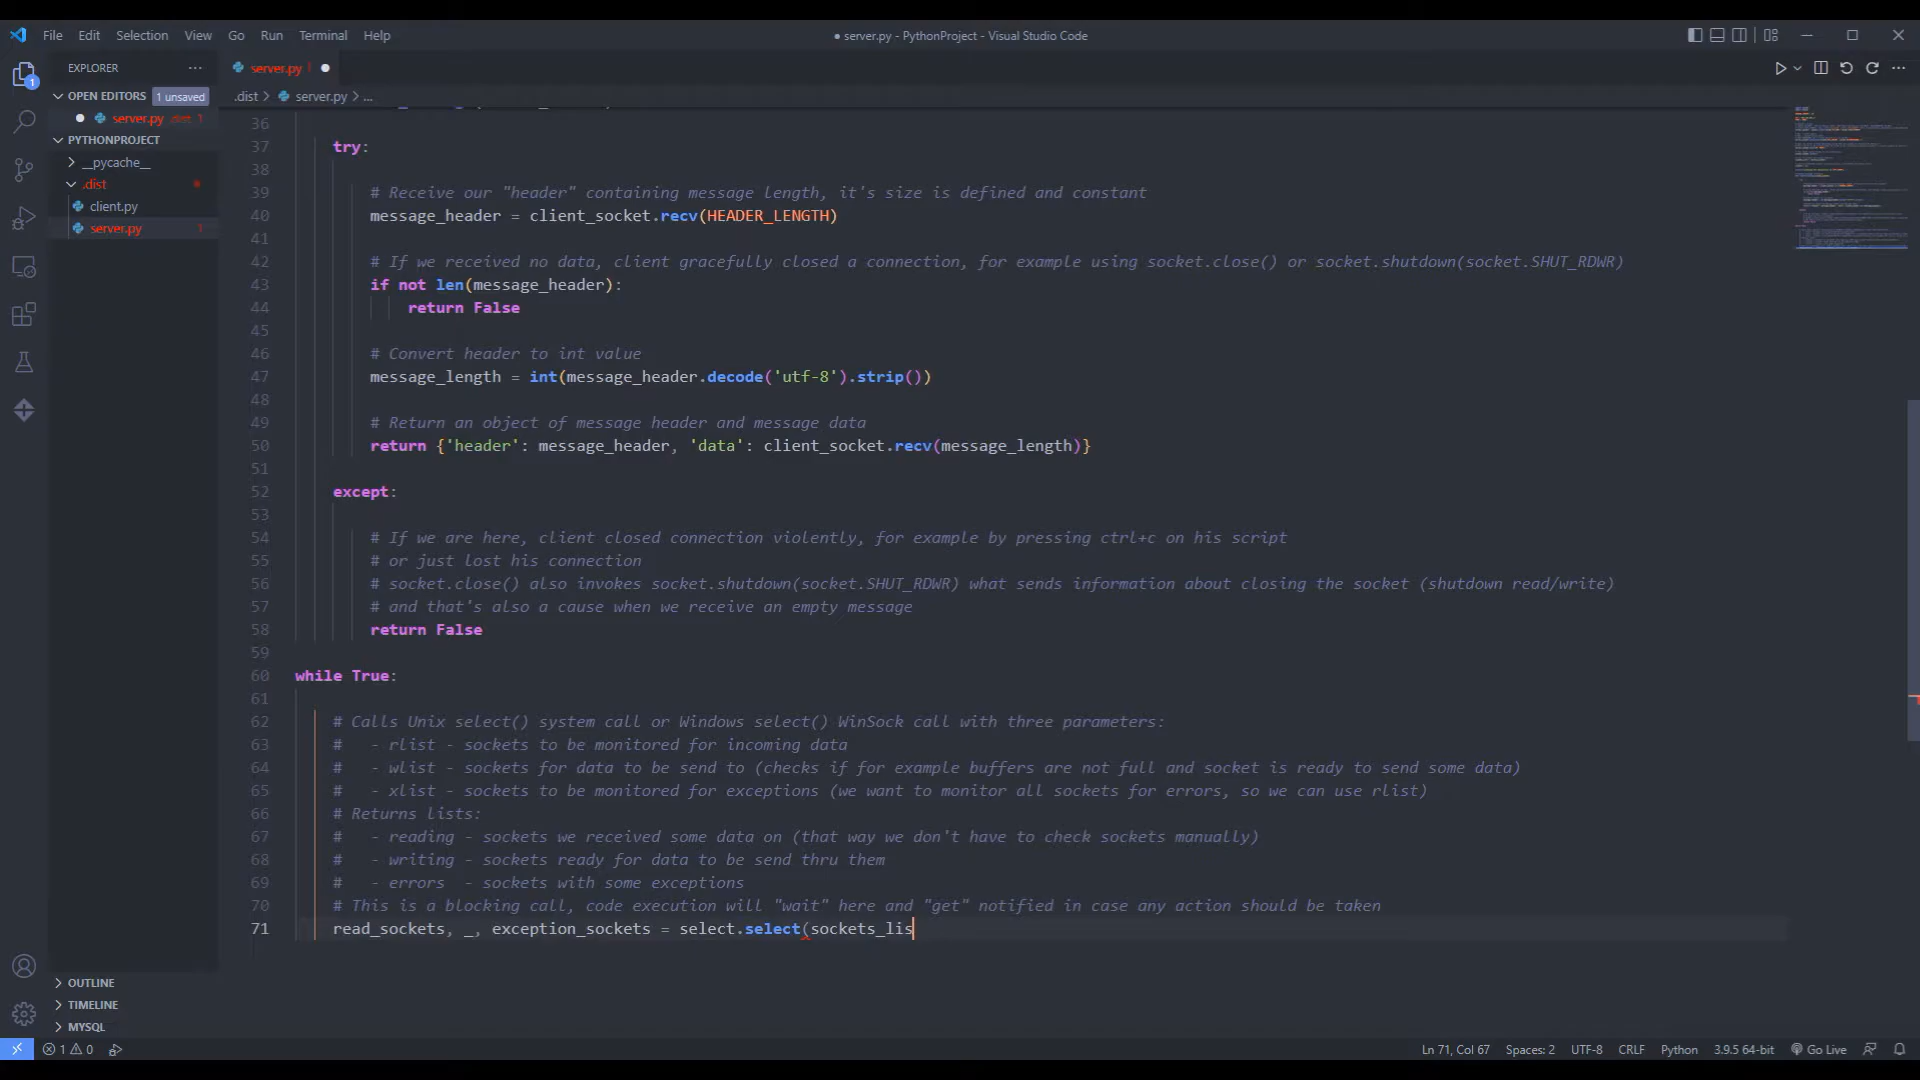 File Edit Selection View Go Run Terminal Help
● server.py - PythonProject - Visual Studio Code
EXPLORER
server.py
OPEN EDITORS 1 unsaved
.dist > server.py > ...
server.py .dist 1
PYTHONPROJECT
__pycache__
.dist
client.py
server.py 1
36
37 try:
38
39 # Receive our "header" containing message length, it's size is defined and constant
40 message_header = client_socket.recv(HEADER_LENGTH)
41
42 # If we received no data, client gracefully closed a connection, for example using socket.close() or socket.shutdown(socket.SHUT_RDWR)
43 if not len(message_header):
44 return False
45
46 # Convert header to int value
47 message_length = int(message_header.decode('utf-8').strip())
48
49 # Return an object of message header and message data
50 return {'header': message_header, 'data': client_socket.recv(message_length)}
51
52 except:
53
54 # If we are here, client closed connection violently, for example by pressing ctrl+c on his script
55 # or just lost his connection
56 # socket.close() also invokes socket.shutdown(socket.SHUT_RDWR) what sends information about closing the socket (shutdown read/write)
57 # and that's also a cause when we receive an empty message
58 return False
59
60 while True:
61
62 # Calls Unix select() system call or Windows select() WinSock call with three parameters:
63 # - rlist - sockets to be monitored for incoming data
64 # - wlist - sockets for data to be send to (checks if for example buffers are not full and socket is ready to send some data)
65 # - xlist - sockets to be monitored for exceptions (we want to monitor all sockets for errors, so we can use rlist)
66 # Returns lists:
67 # - reading - sockets we received some data on (that way we don't have to check sockets manually)
68 # - writing - sockets ready for data to be send thru them
69 # - errors - sockets with some exceptions
70 # This is a blocking call, code execution will "wait" here and "get" notified in case any action should be taken
71 read_sockets, _, exception_sockets = select.select(sockets_lis
OUTLINE
TIMELINE
MYSQL
1 0
Ln 71, Col 67 Spaces: 2 UTF-8 CRLF Python 3.9.5 64-bit Go Live